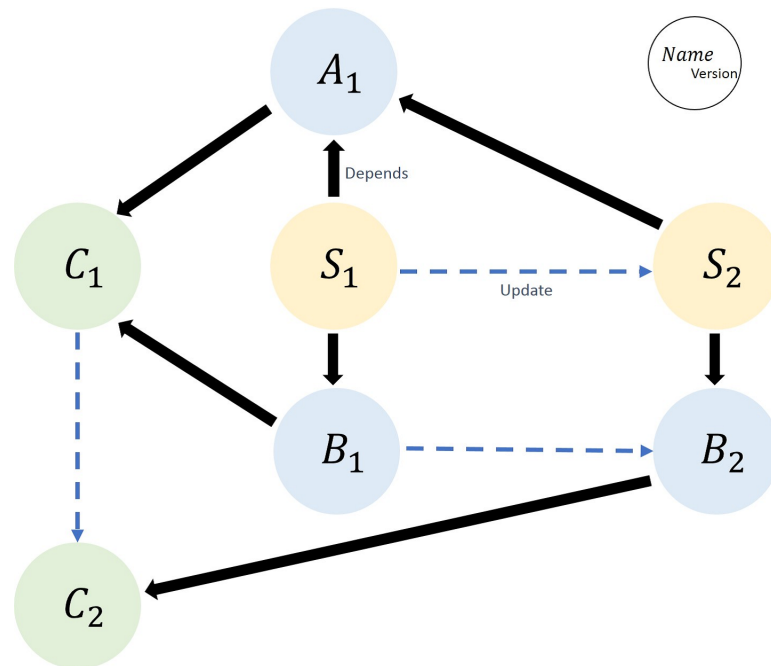 A₁
Name
Version
Depends
C₁
S₁
S₂
Update
B₁
B₂
C₂